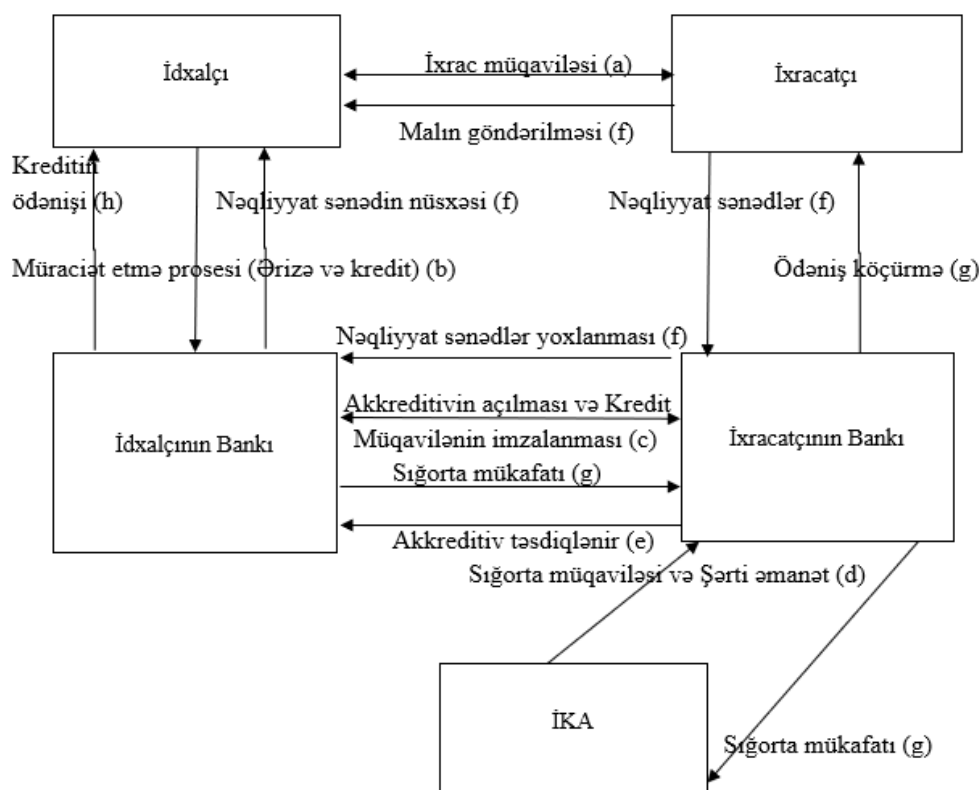 İdxalçı
İxracatçı
İxrac müqaviləsi (a)
Malın göndərilməsi (f)
Kreditin
ödənişi (h)
Nəqliyyat sənədin nüsxəsi (f)
Nəqliyyat sənədlər (f)
Müraciət etmə prosesi (Ərizə və kredit) (b)
Ödəniş köçürmə (g)
Nəqliyyat sənədlər yoxlanması (f)
Akkreditivin açılması və Kredit
Müqavilənin imzalanması (c)
İdxalçının Bankı
İxracatçının Bankı
Sığorta mükafatı (g)
Akkreditiv təsdiqlənir (e)
Sığorta müqaviləsi və Şərti əmanət (d)
İKA
Sığorta mükafatı (g)